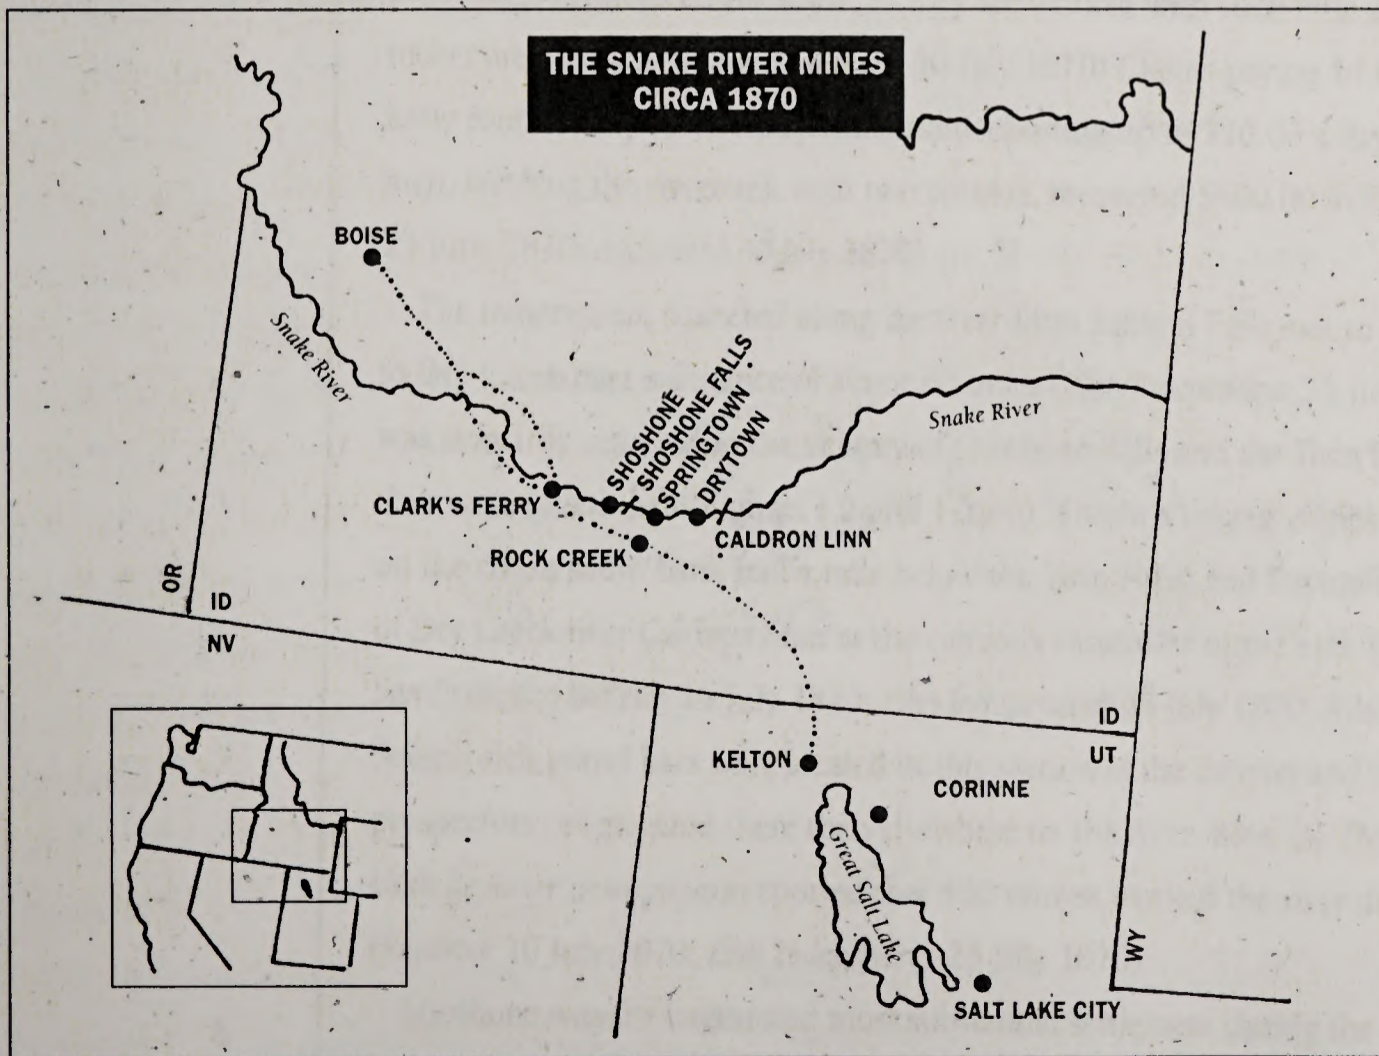 THE SNAKE RIVER MINES
CIRCA 1870
BOISE
Snake River
SHOSHONE
SHOSHONE FALLS
SPRINGTOWN
DRYTOWN
Snake River
CLARK'S FERRY
CALDRON LINN
ROCK CREEK
OR
ID
NV
ID
UT
KELTON
CORINNE
Great Salt Lake
WY
SALT LAKE CITY